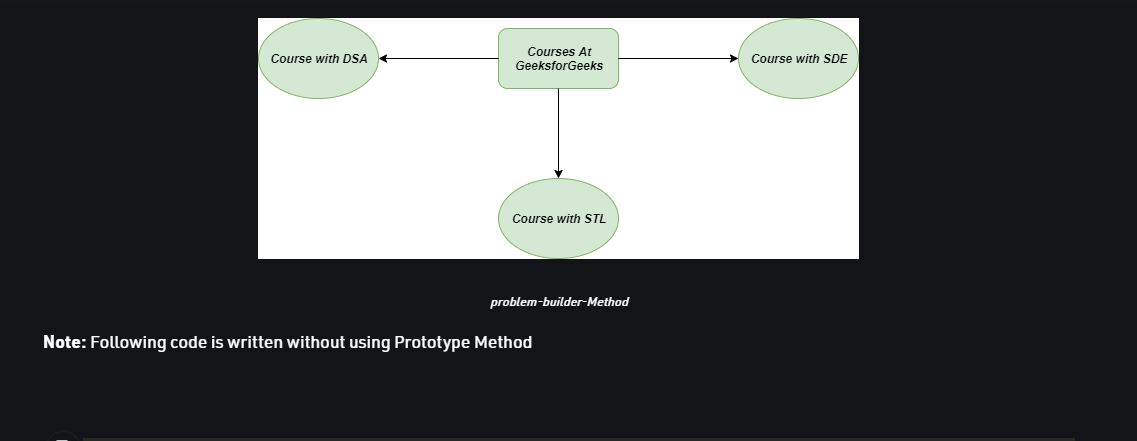 Course with DSA
Courses At
GeeksforGeeks
Course with SDE
Course with STL
problem-builder-Method
Note: Following code is written without using Prototype Method